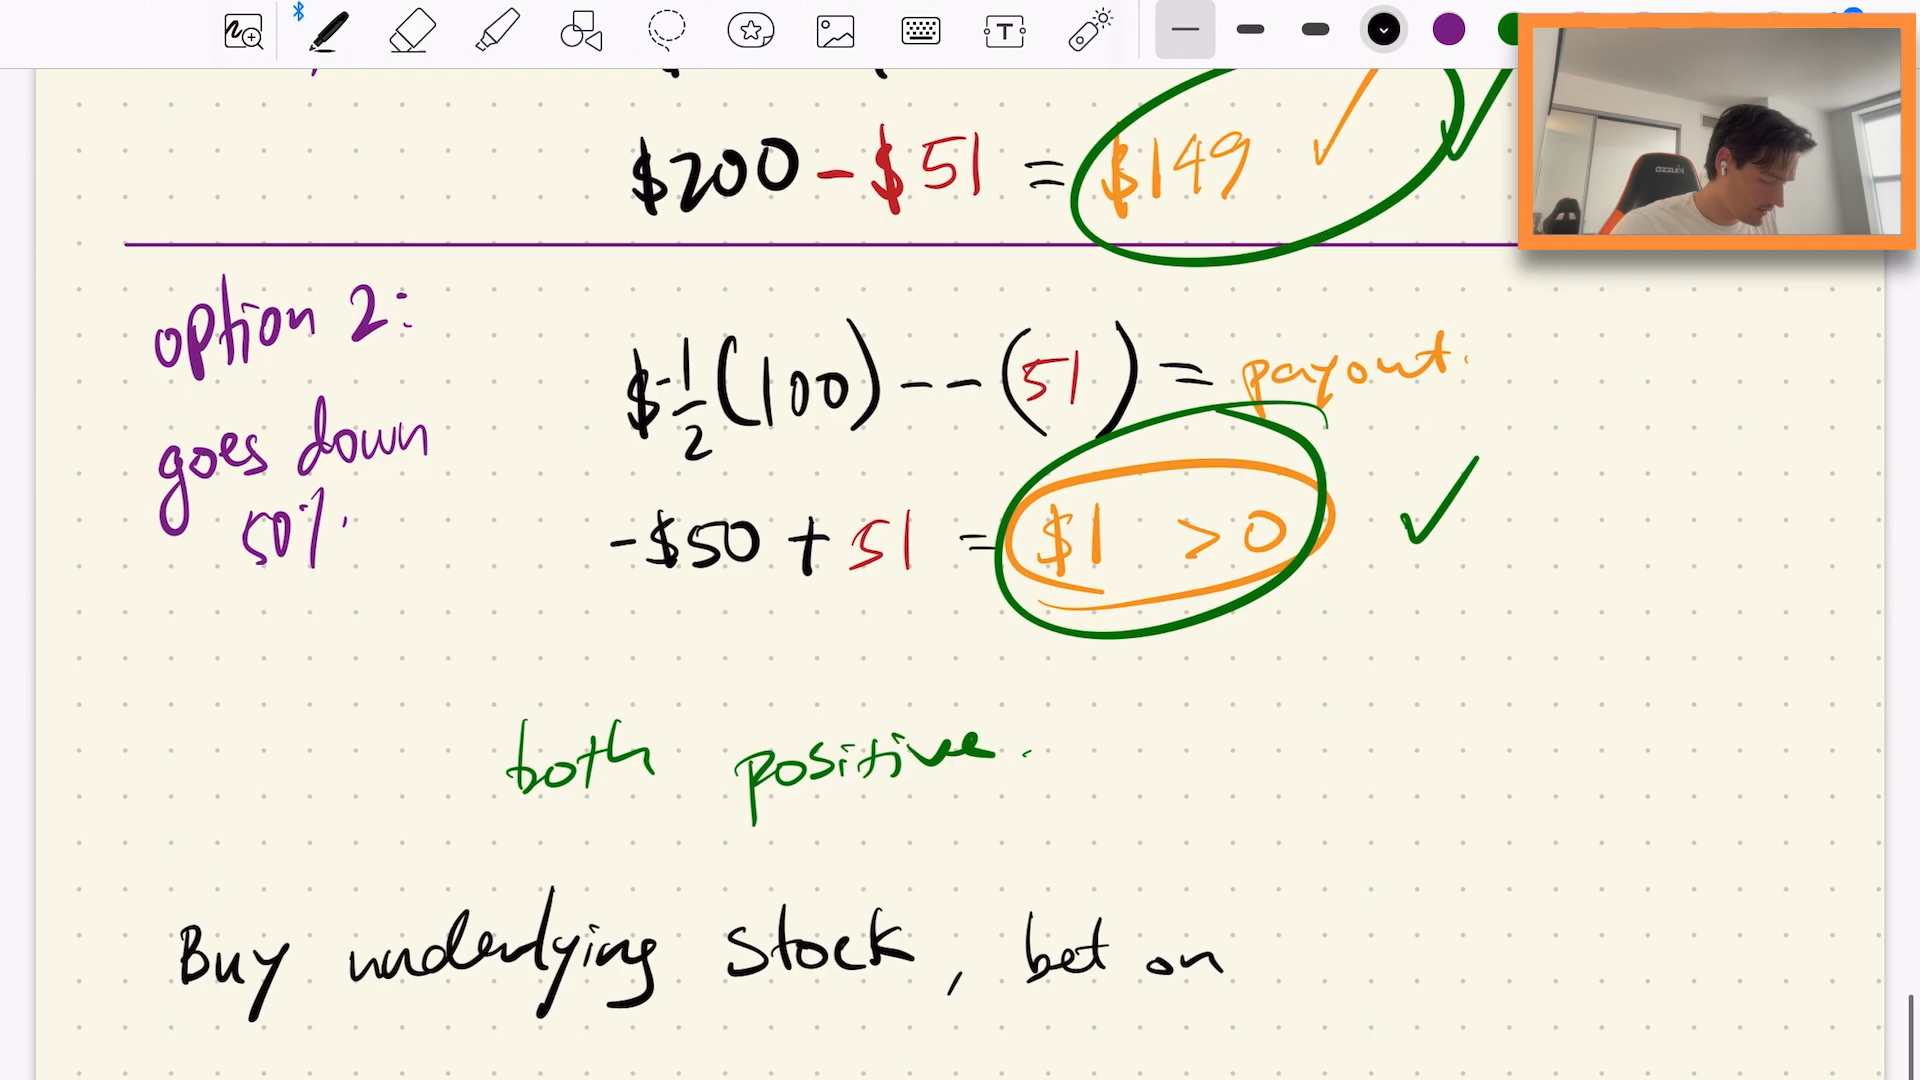 $200 - $51 = $149 ✓
option 2:
goes down
50%.
$-1/2 (100) - - (51) = payout.
-$50 + 51 = $1 > 0 ✓
both positive.
Buy underlying stock, bet on